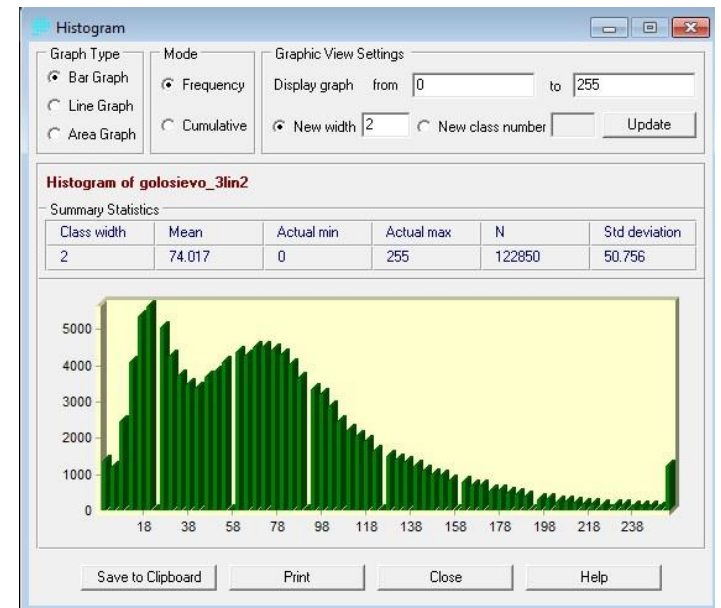 Histogram
Graph Type
Bar Graph
Line Graph
Area Graph
Mode
Frequency
Cumulative
Graphic View Settings
Display graph from 0 to 255
New width 2 New class number Update
Histogram of golosievo_3lin2
Summary Statistics
Class width Mean Actual min Actual max N Std deviation
2 74.017 0 255 122850 50.756
5000
4000
3000
2000
1000
0
18 38 58 78 98 118 138 158 178 198 218 238
Save to Clipboard Print Close Help